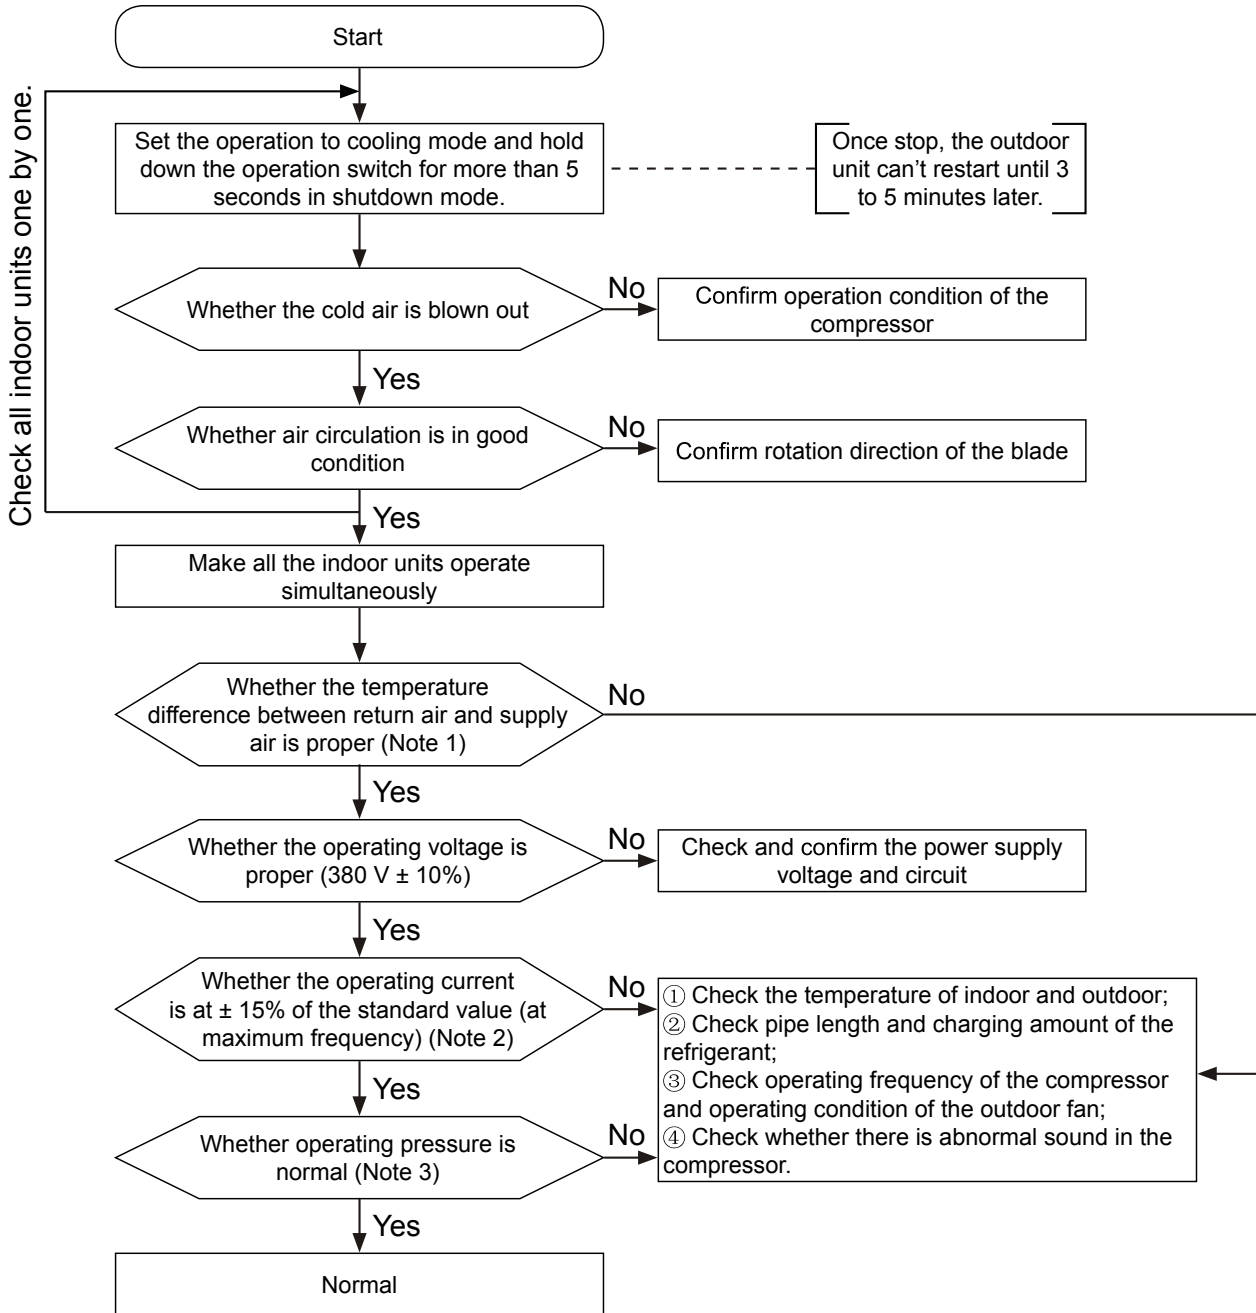 Start
Check all indoor units one by one.
Set the operation to cooling mode and hold
down the operation switch for more than 5
seconds in shutdown mode.
Once stop, the outdoor
unit can't restart until 3
to 5 minutes later.
Whether the cold air is blown out
No
Confirm operation condition of the
compressor
Yes
Whether air circulation is in good
condition
No
Confirm rotation direction of the blade
Yes
Make all the indoor units operate
simultaneously
Whether the temperature
difference between return air and supply
air is proper (Note 1)
No
Yes
Whether the operating voltage is
proper (380 V ± 10%)
No
Check and confirm the power supply
voltage and circuit
Yes
Whether the operating current
is at ± 15% of the standard value (at
maximum frequency) (Note 2)
No
① Check the temperature of indoor and outdoor;
② Check pipe length and charging amount of the
refrigerant;
③ Check operating frequency of the compressor
and operating condition of the outdoor fan;
④ Check whether there is abnormal sound in the
compressor.
Yes
Whether operating pressure is
normal (Note 3)
No
Yes
Normal